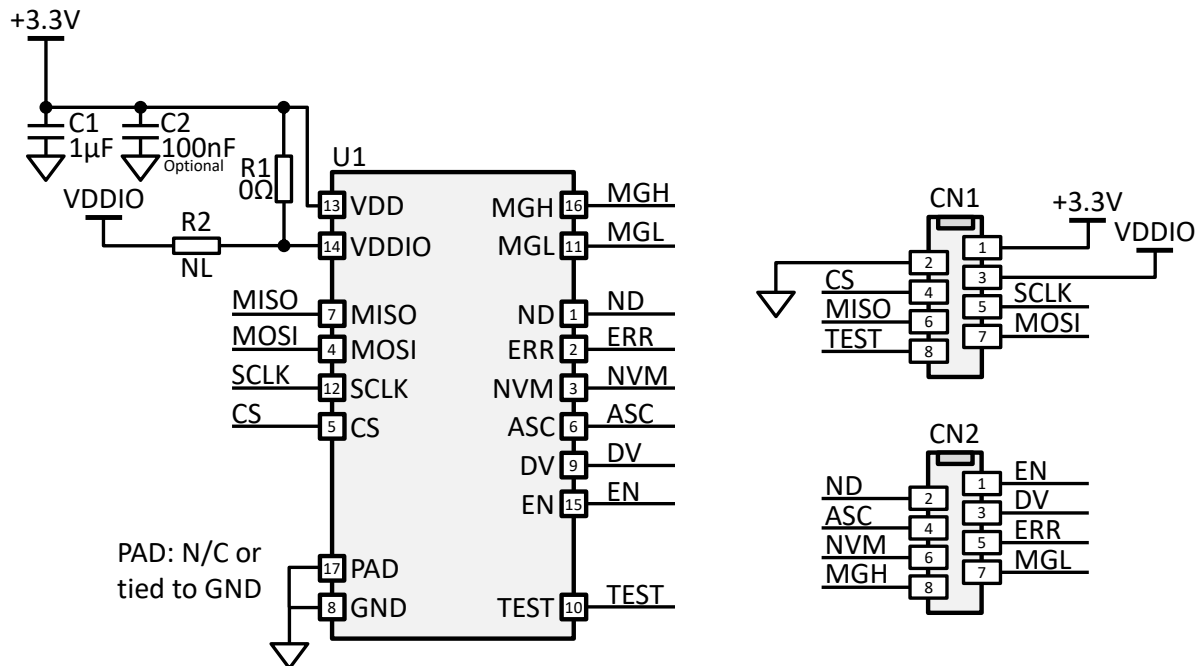 +3.3V
C1
1µF
C2
100nF
Optional
R1
0Ω
VDDIO
R2
NL
U1
13 VDD
14 VDDIO
MISO 7 MISO
MOSI 4 MOSI
SCLK 12 SCLK
CS 5 CS
17 PAD
8 GND
MGH 16 MGH
MGL 11 MGL
ND 1 ND
ERR 2 ERR
NVM 3 NVM
ASC 6 ASC
DV 9 DV
EN 15 EN
TEST 10 TEST
PAD: N/C or
tied to GND
CN1
+3.3V
VDDIO
1
2
3
CS 4
5 SCLK
MISO 6
7 MOSI
TEST 8
CN2
1 EN
ND 2
3 DV
ASC 4
5 ERR
NVM 6
7 MGL
MGH 8